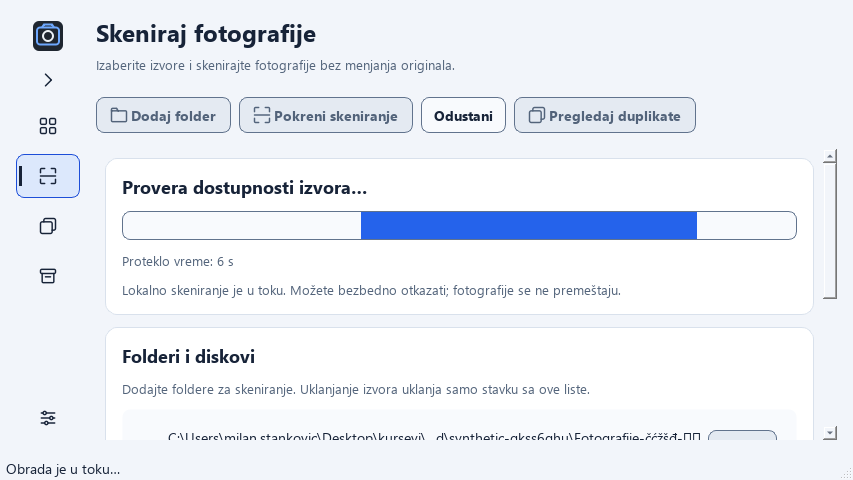 Skeniraj fotografije
Izaberite izvore i skenirajte fotografije bez menjanja originala.
Dodaj folder
Pokreni skeniranje
Odustani
Pregledaj duplikate
Provera dostupnosti izvora...
Proteklo vreme: 6 s
Lokalno skeniranje je u toku. Možete bezbedno otkazati; fotografije se ne premeštaju.
Folderi i diskovi
Dodajte foldere za skeniranje. Uklanjanje izvora uklanja samo stavku sa ove liste.
Obrada je u toku...